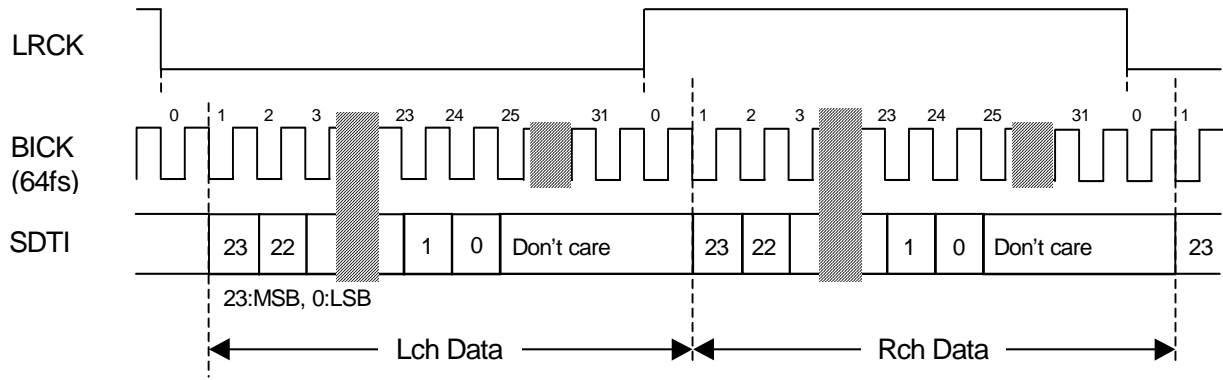 LRCK
0 1 2 3 23 24 25 31 0 1 2 3 23 24 25 31 0 1
BICK
(64fs)
SDTI
23 22 1 0 Don't care 23 22 1 0 Don't care 23
23:MSB, 0:LSB
Lch Data Rch Data